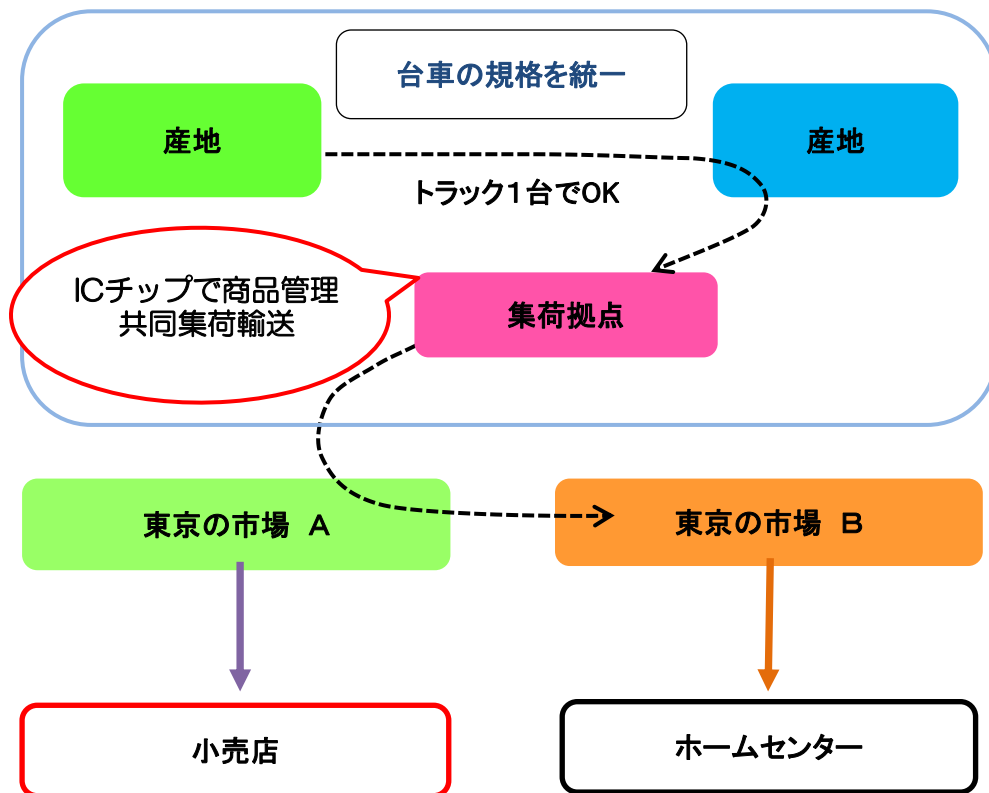 台車の規格を統一
産地
産地
トラック1台でOK
ICチップで商品管理
共同集荷輸送
集荷拠点
東京の市場 A
東京の市場 B
小売店
ホームセンター